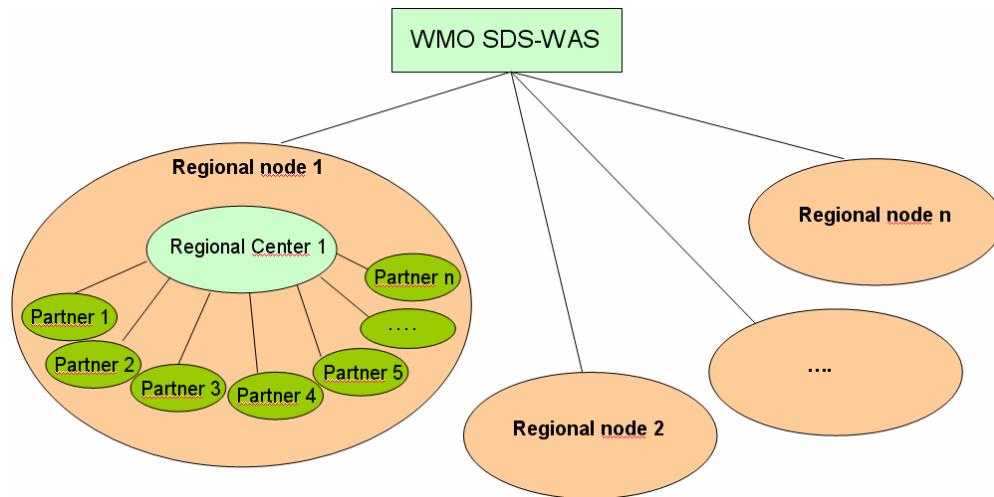 WMO SDS-WAS
Regional node 1
Regional Center 1
Partner n
Partner 1
....
Partner 2
Partner 3
Partner 4
Partner 5
Regional node n
....
Regional node 2